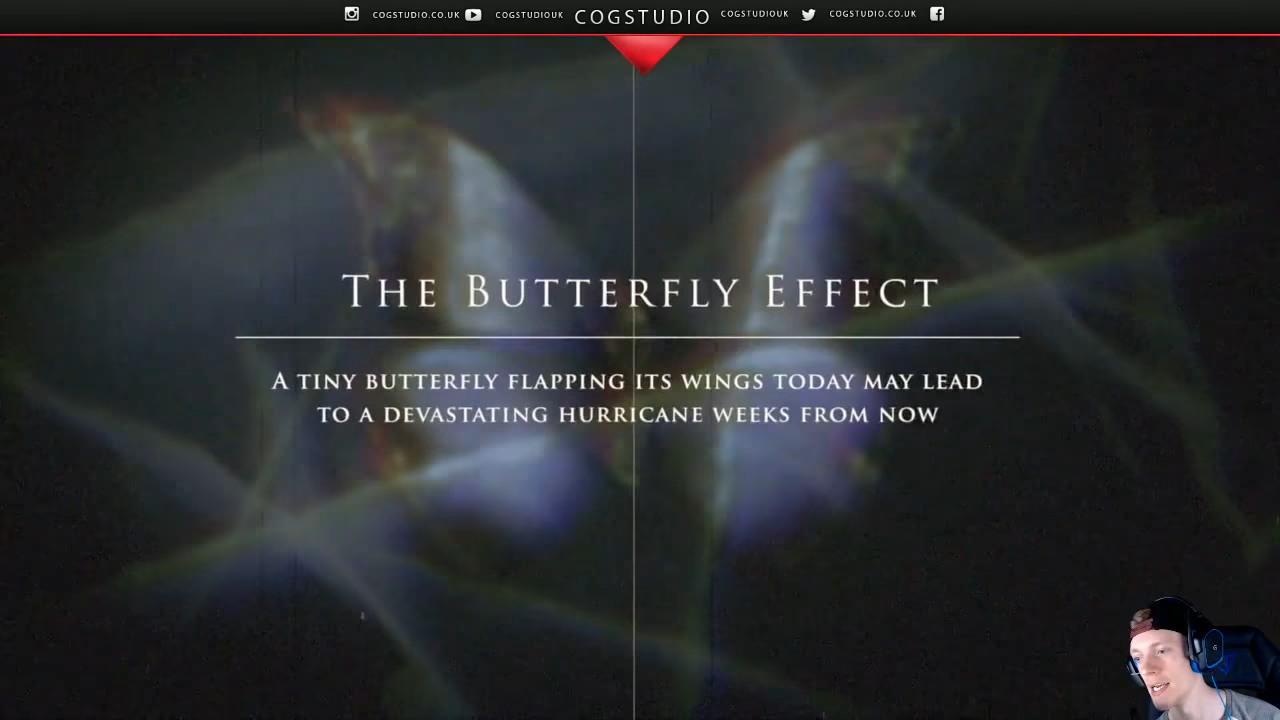 COGSTUDIO.CO.UK COGSTUDIOUK COGSTUDIO COGSTUDIOUK COGSTUDIO.CO.UK
THE BUTTERFLY EFFECT
A TINY BUTTERFLY FLAPPING ITS WINGS TODAY MAY LEAD
TO A DEVASTATING HURRICANE WEEKS FROM NOW